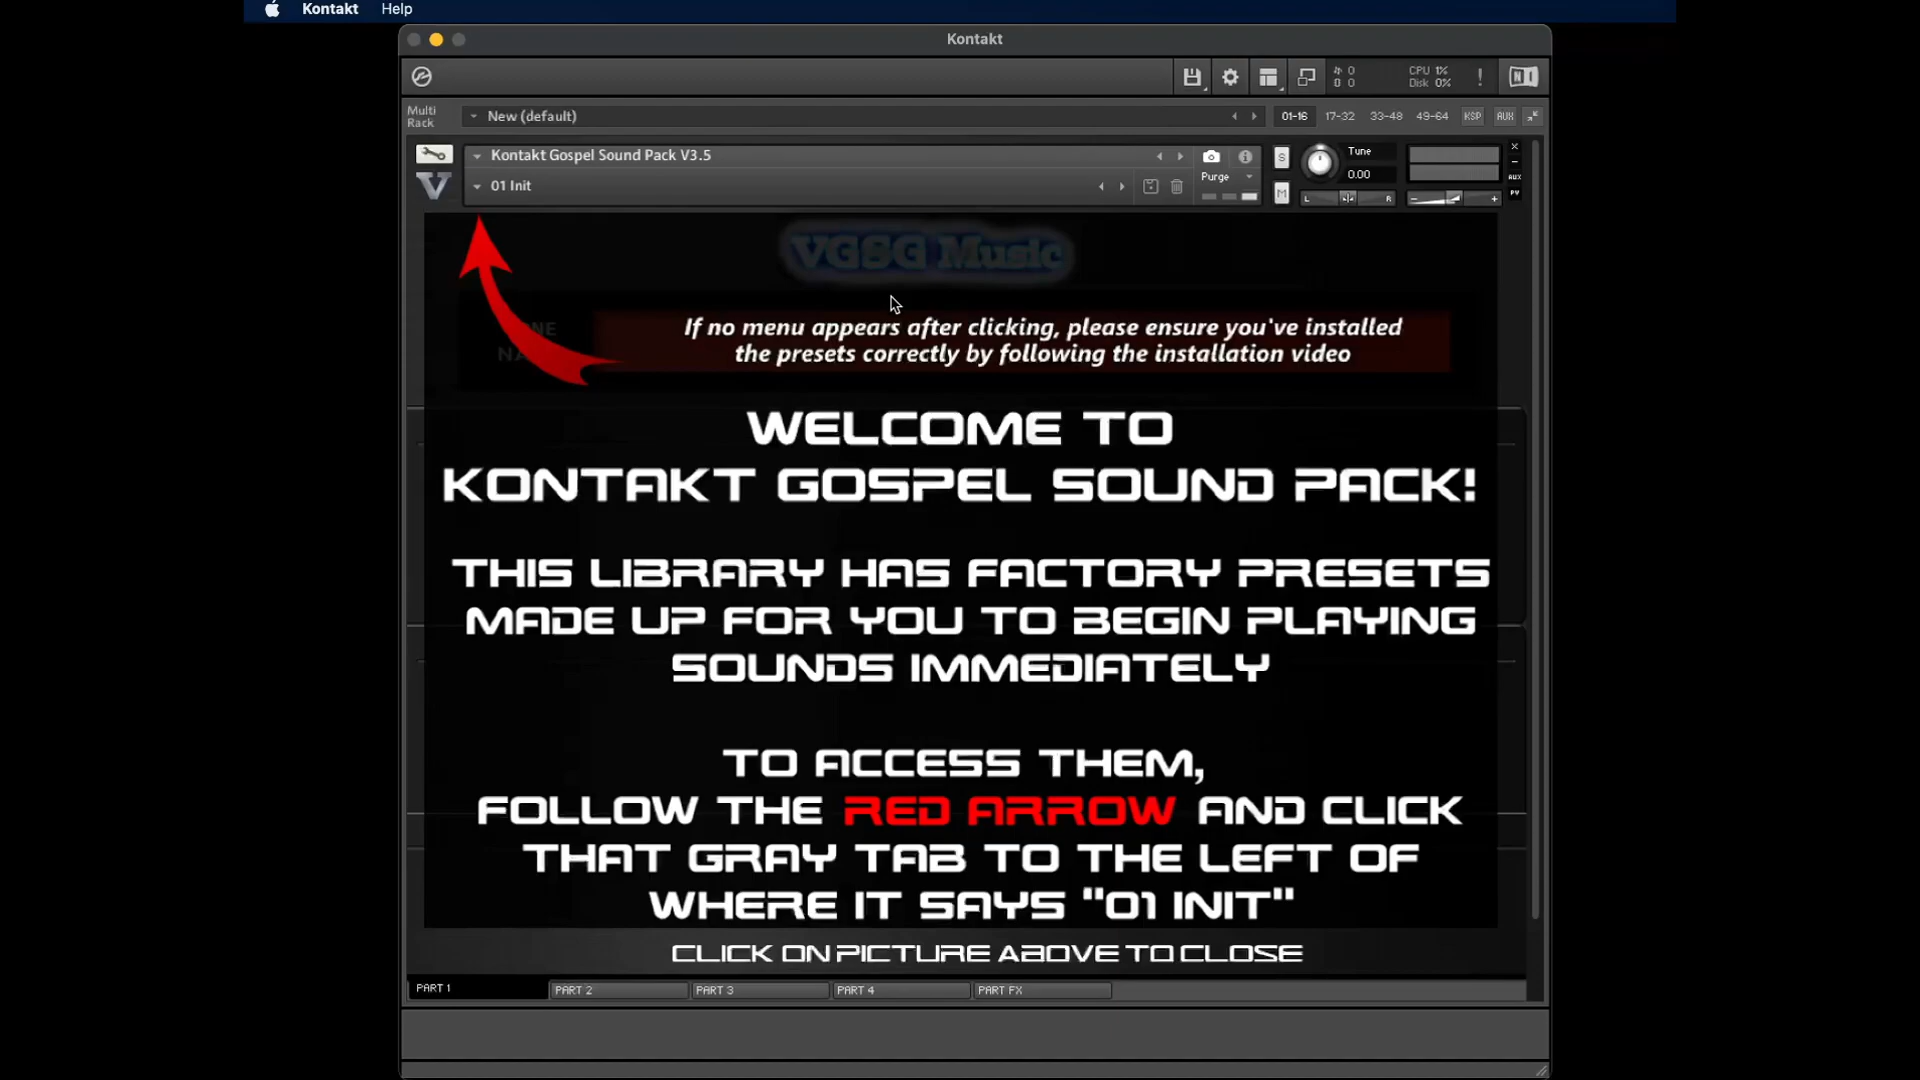 Kontakt Help
Kontakt
0
0
CPU 1%
Disk 0%
!
Multi
Rack
New (default)
01-16 17-32 33-48 49-64 KSP AUX
Kontakt Gospel Sound Pack V3.5
01 Init
Purge
S
M
Tune
0.00
L R
- +
AUX
PV
VGSG Music
If no menu appears after clicking, please ensure you've installed
the presets correctly by following the installation video
WELCOME TO
KONTAKT GOSPEL SOUND PACK!
THIS LIBRARY HAS FACTORY PRESETS
MADE UP FOR YOU TO BEGIN PLAYING
SOUNDS IMMEDIATELY
TO ACCESS THEM,
FOLLOW THE RED ARROW AND CLICK
THAT GRAY TAB TO THE LEFT OF
WHERE IT SAYS "01 INIT"
CLICK ON PICTURE ABOVE TO CLOSE
PART 1 PART 2 PART 3 PART 4 PART FX